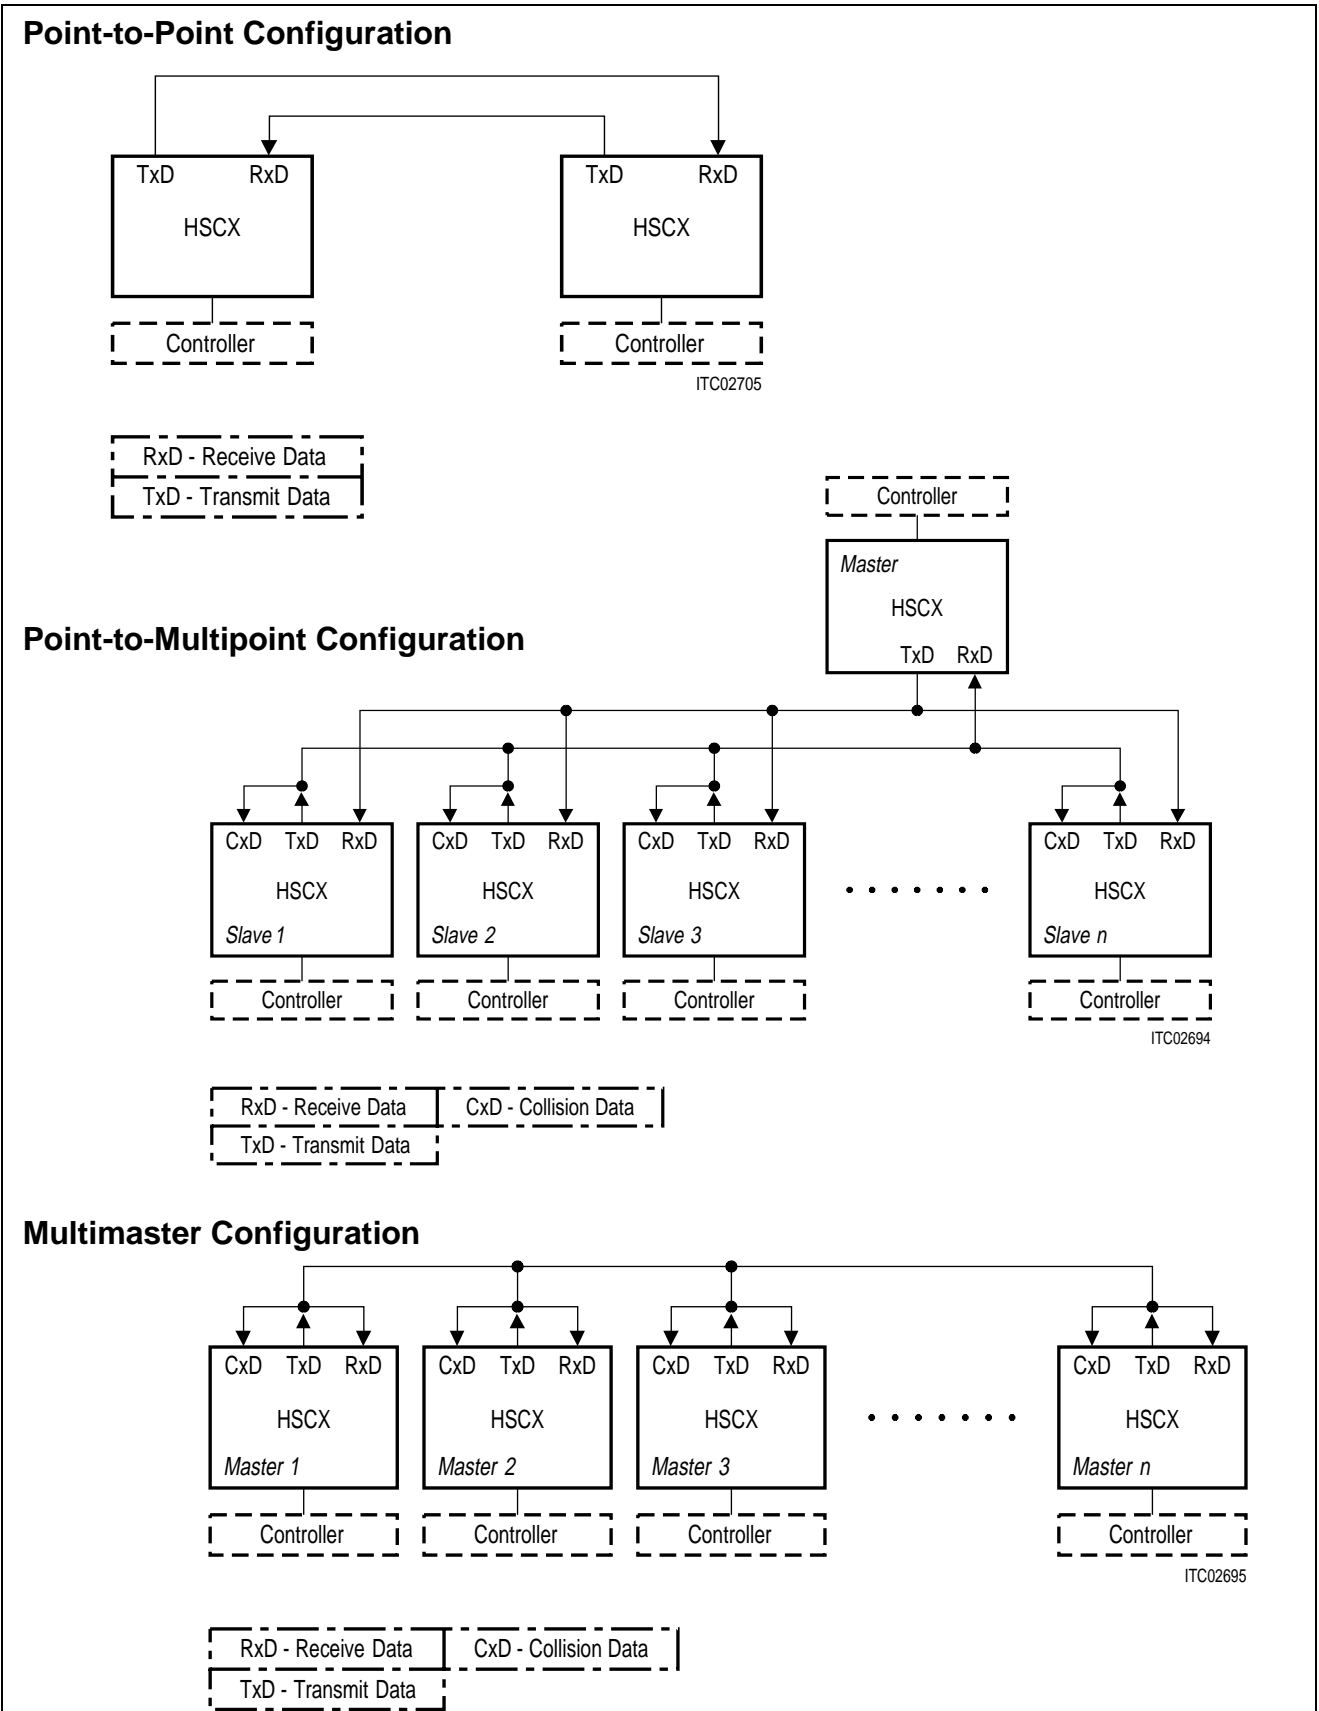 Point-to-Point Configuration
TxD RxD TxD RxD
HSCX HSCX
Controller Controller
ITC02705
RxD - Receive Data
TxD - Transmit Data
Controller
Master
HSCX
Point-to-Multipoint Configuration
TxD RxD
CxD TxD RxD CxD TxD RxD CxD TxD RxD CxD TxD RxD
HSCX HSCX HSCX HSCX
Slave 1 Slave 2 Slave 3 Slave n
Controller Controller Controller Controller
ITC02694
RxD - Receive Data CxD - Collision Data
TxD - Transmit Data
Multimaster Configuration
CxD TxD RxD CxD TxD RxD CxD TxD RxD CxD TxD RxD
HSCX HSCX HSCX HSCX
Master 1 Master 2 Master 3 Master n
Controller Controller Controller Controller
ITC02695
RxD - Receive Data CxD - Collision Data
TxD - Transmit Data